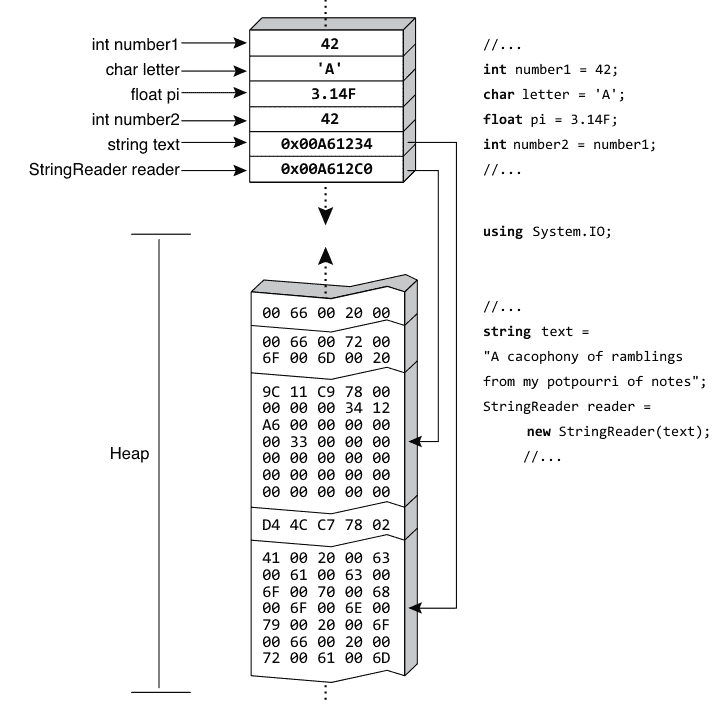 int number1
char letter
float pi
int number2
string text
StringReader reader
42
'A'
3.14F
42
0x00A61234
0x00A612C0
//...
int number1 = 42;
char letter = 'A';
float pi = 3.14F;
int number2 = number1;
//...
using System.IO;
//...
string text =
"A cacophony of ramblings
from my potpourri of notes";
StringReader reader =
new StringReader(text);
//...
Heap
00 66 00 20 00
00 66 00 72 00
6F 00 6D 00 20
9C 11 C9 78 00
00 00 00 34 12
A6 00 00 00 00
00 33 00 00 00
00 00 00 00 00
00 00 00 00 00
00 00 00 00 00
D4 4C C7 78 02
41 00 20 00 63
00 61 00 63 00
6F 00 70 00 68
00 6F 00 6E 00
79 00 20 00 6F
00 66 00 20 00
72 00 61 00 6D